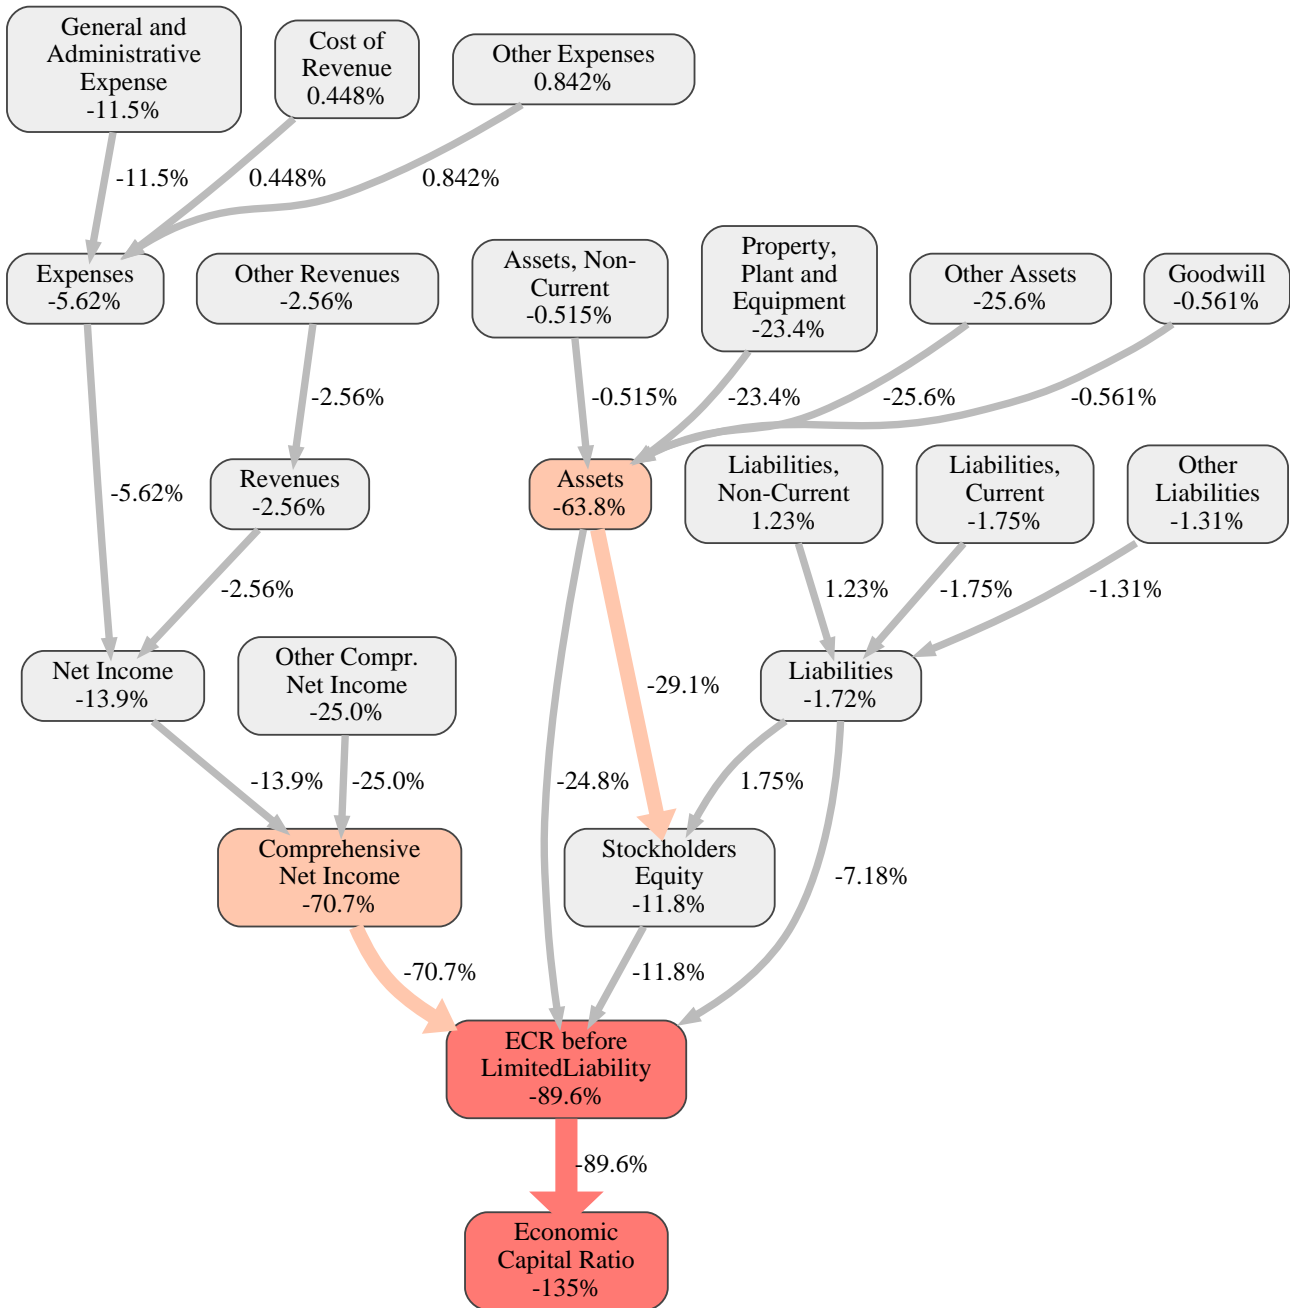 General and
Administrative
Expense
-11.5%
Cost of
Revenue
0.448%
Other Expenses
0.842%
-11.5%
0.448%
0.842%
Expenses
-5.62%
Other Revenues
-2.56%
Assets, Non-
Current
-0.515%
Property,
Plant and
Equipment
-23.4%
Other Assets
-25.6%
Goodwill
-0.561%
-2.56%
-0.515%
-23.4%
-25.6%
-0.561%
Revenues
-2.56%
Assets
-63.8%
Liabilities,
Non-Current
1.23%
Liabilities,
Current
-1.75%
Other
Liabilities
-1.31%
-5.62%
-2.56%
1.23%
-1.75%
-1.31%
Net Income
-13.9%
Other Compr.
Net Income
-25.0%
-29.1%
Liabilities
-1.72%
-13.9%
-25.0%
-24.8%
1.75%
Comprehensive
Net Income
-70.7%
Stockholders
Equity
-11.8%
-7.18%
-70.7%
-11.8%
ECR before
LimitedLiability
-89.6%
-89.6%
Economic
Capital Ratio
-135%